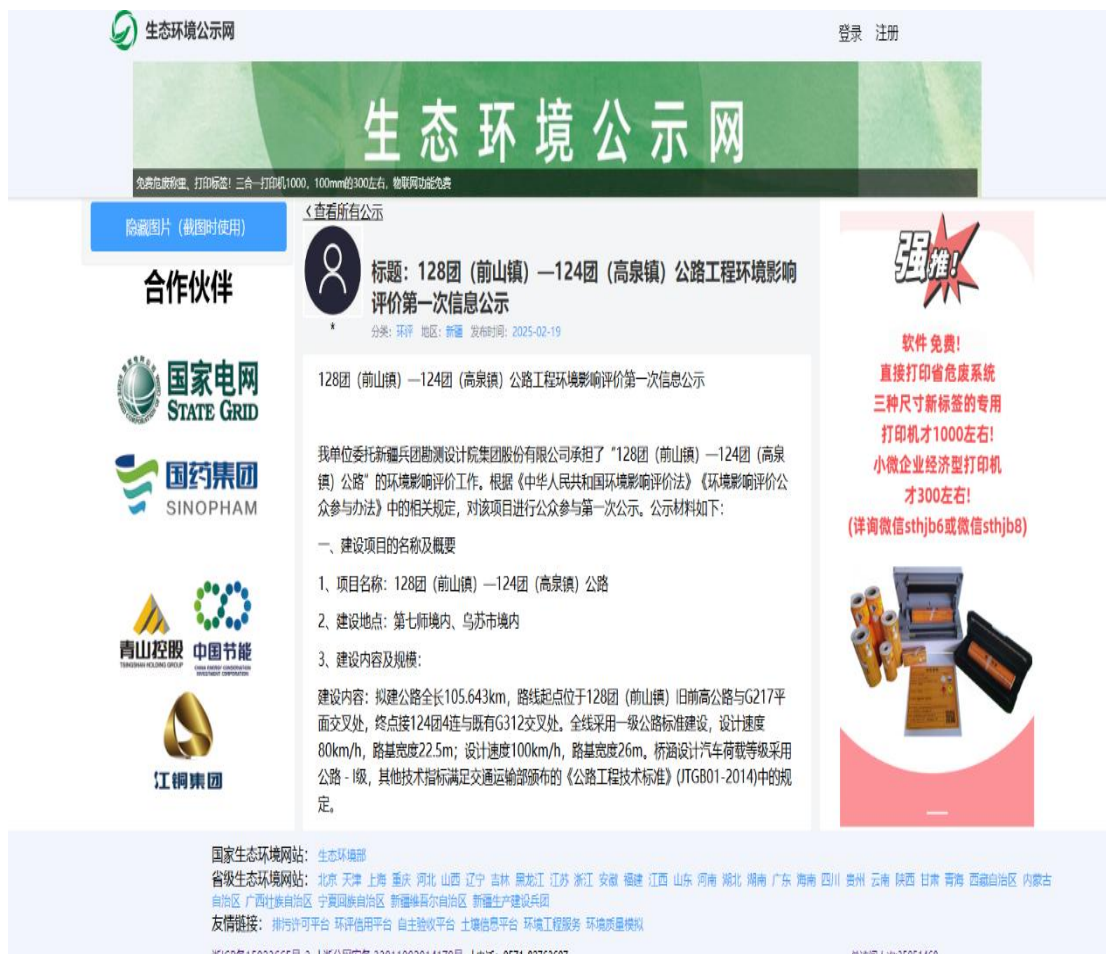 生态环境公示网
登录 注册
生态环境公示网
免费危废称重、打印标签！三合一打印机1000，100mm的300左右，物联网功能免费
隐藏图片（截图时使用）
合作伙伴
国家电网
STATE GRID
国药集团
SINOPHARM
青山控股
TSINGSHAN HOLDING GROUP
中国节能
CHINA ENERGY CONSERVATION
INVESTMENT CORPORATION
江铜集团
<查看所有公示
标题：128团（前山镇）—124团（高泉镇）公路工程环境影响
评价第一次信息公示
*
分类：环评 地区：新疆 发布时间：2025-02-19
128团（前山镇）—124团（高泉镇）公路工程环境影响评价第一次信息公示
我单位委托新疆兵团勘测设计院集团股份有限公司承担了“128团（前山镇）—124团（高泉
镇）公路”的环境影响评价工作。根据《中华人民共和国环境影响评价法》《环境影响评价公
众参与办法》中的相关规定，对该项目进行公众参与第一次公示。公示材料如下：
一、建设项目的名称及概要
1、项目名称：128团（前山镇）—124团（高泉镇）公路
2、建设地点：第七师境内、乌苏市境内
3、建设内容及规模：
建设内容：拟建公路全长105.643km，路线起点位于128团（前山镇）旧前高公路与G217平
面交叉处，终点接124团4连与既有G312交叉处。全线采用一级公路标准建设，设计速度
80km/h，路基宽度22.5m；设计速度100km/h，路基宽度26m。桥涵设计汽车荷载等级采用
公路 - I级，其他技术指标满足交通运输部颁布的《公路工程技术标准》(JTGB01-2014)中的规
定。
强推！
软件 免费！
直接打印省危废系统
三种尺寸新标签的专用
打印机才1000左右！
小微企业经济型打印机
才300左右！
(详询微信sthjb6或微信sthjb8)
国家生态环境网站： 生态环境部
省级生态环境网站： 北京 天津 上海 重庆 河北 山西 辽宁 吉林 黑龙江 江苏 浙江 安徽 福建 江西 山东 河南 湖北 湖南 广东 海南 四川 贵州 云南 陕西 甘肃 青海 西藏自治区 内蒙古
自治区 广西壮族自治区 宁夏回族自治区 新疆维吾尔自治区 新疆生产建设兵团
友情链接： 排污许可平台 环评信用平台 自主验收平台 土壤信息平台 环境工程服务 环境质量模拟